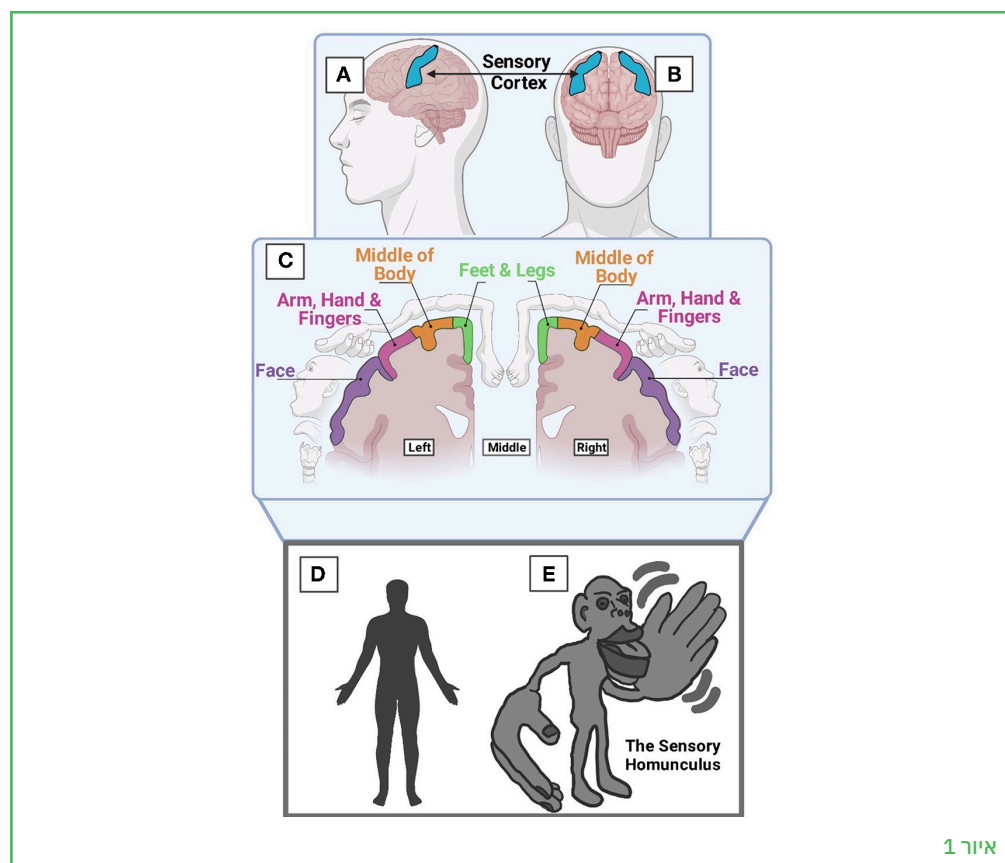 A
Sensory
Cortex
B
C
Middle of
Body
Feet & Legs
Middle of
Body
Arm, Hand &
Fingers
Arm, Hand &
Fingers
Face
Face
Left
Middle
Right
D
E
The Sensory
Homunculus
איור 1